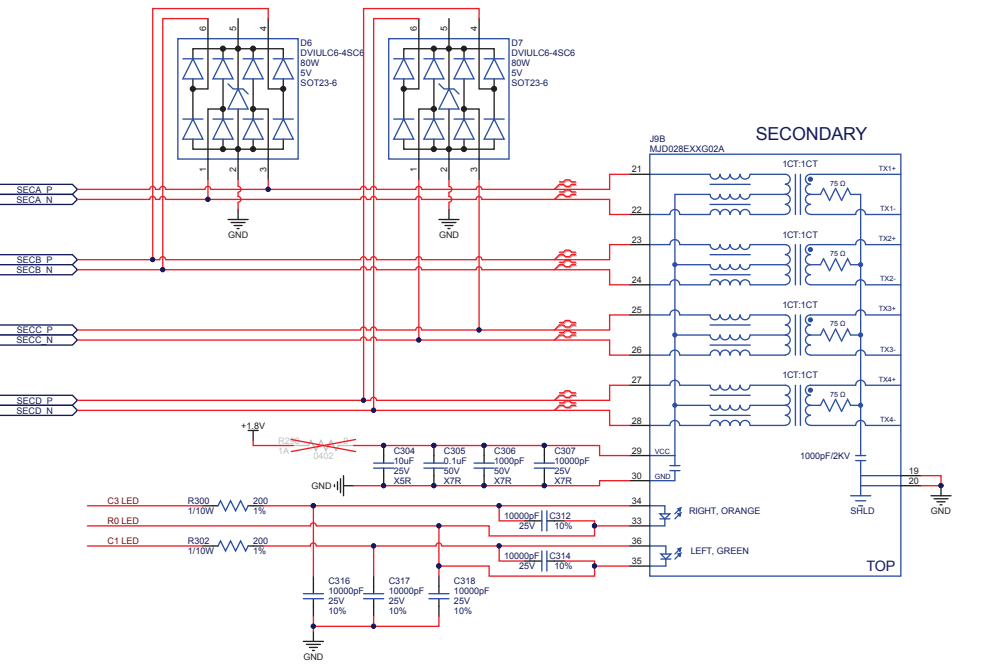 6
5
4
D6
DVIULC6-4SC6
80W
5V
SOT23-6
1
2
3
GND
6
5
4
D7
DVIULC6-4SC6
80W
5V
SOT23-6
1
2
3
GND
SECONDARY
J9B
MJD028EXXG02A
SECA_P
SECA_N
SECB_P
SECB_N
SECC_P
SECC_N
SECD_P
SECD_N
21
22
1CT:1CT
75 Ω
TX1+
TX1-
23
24
1CT:1CT
75 Ω
TX2+
TX2-
25
26
1CT:1CT
75 Ω
TX3+
TX3-
27
28
1CT:1CT
75 Ω
TX4+
TX4-
+1.8V
1A
0402
C304
10uF
25V
X5R
C305
0.1uF
50V
X7R
C306
1000pF
50V
X7R
C307
10000pF
25V
X7R
GND
29
VCC
30
GND
1000pF/2KV
19
20
SHLD
GND
C3 LED
R300
1/10W
200
1%
R0 LED
C1 LED
R302
1/10W
200
1%
10000pF
25V
C312
10%
10000pF
25V
C314
10%
34
33
RIGHT, ORANGE
36
35
LEFT, GREEN
TOP
C316
10000pF
25V
10%
C317
10000pF
25V
10%
C318
10000pF
25V
10%
GND